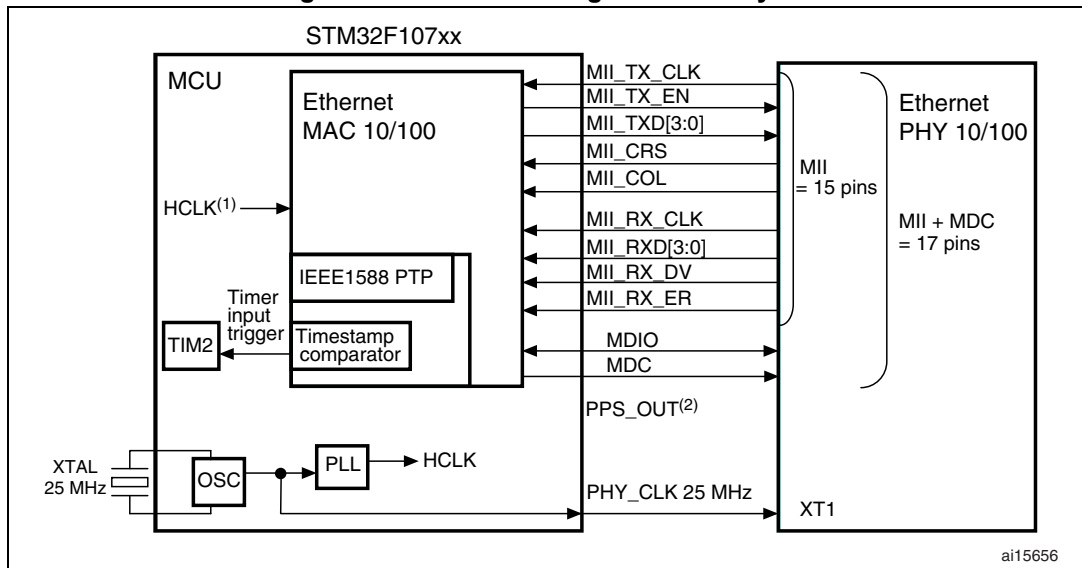 STM32F107xx
MCU
Ethernet
MAC 10/100
HCLK(1)
IEEE1588 PTP
Timer
input
trigger
Timestamp
comparator
TIM2
XTAL
25 MHz
OSC
PLL
HCLK
MII_TX_CLK
MII_TX_EN
MII_TXD[3:0]
MII_CRS
MII_COL
MII_RX_CLK
MII_RXD[3:0]
MII_RX_DV
MII_RX_ER
MDIO
MDC
PPS_OUT(2)
PHY_CLK 25 MHz
MII
= 15 pins
MII + MDC
= 17 pins
Ethernet
PHY 10/100
XT1
ai15656